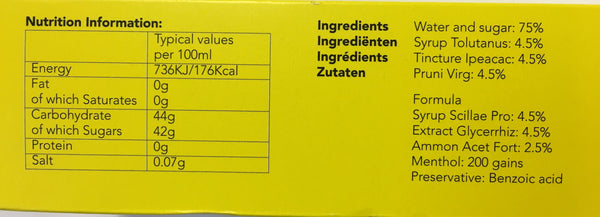 Nutrition Information:
Typical values
per 100ml
Energy 736KJ/176Kcal
Fat 0g
of which Saturates 0g
Carbohydrate 44g
of which Sugars 42g
Protein 0g
Salt 0.07g
Ingredients
Ingrediënten
Ingrédients
Zutaten
Water and sugar: 75%
Syrup Tolutanus: 4.5%
Tincture Ipeacac: 4.5%
Pruni Virg: 4.5%
Formula
Syrup Scillae Pro: 4.5%
Extract Glycerrhiz: 4.5%
Ammon Acet Fort: 2.5%
Menthol: 200 gains
Preservative: Benzoic acid